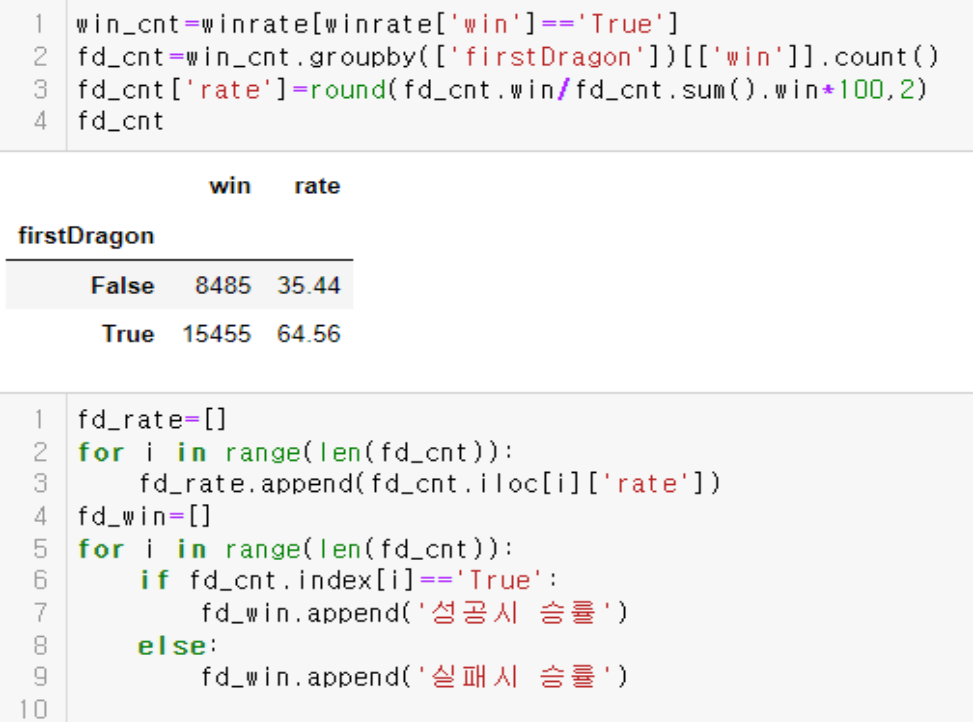 1 win_cnt=winrate[winrate['win']=='True']
2 fd_cnt=win_cnt.groupby(['firstDragon'])[['win']].count()
3 fd_cnt['rate']=round(fd_cnt.win/fd_cnt.sum().win*100,2)
4 fd_cnt
win rate
firstDragon
False 8485 35.44
True 15455 64.56
1 fd_rate=[]
2 for i in range(len(fd_cnt)):
3     fd_rate.append(fd_cnt.iloc[i]['rate'])
4 fd_win=[]
5 for i in range(len(fd_cnt)):
6     if fd_cnt.index[i]=='True':
7         fd_win.append('성공시 승률')
8     else:
9         fd_win.append('실패시 승률')
10